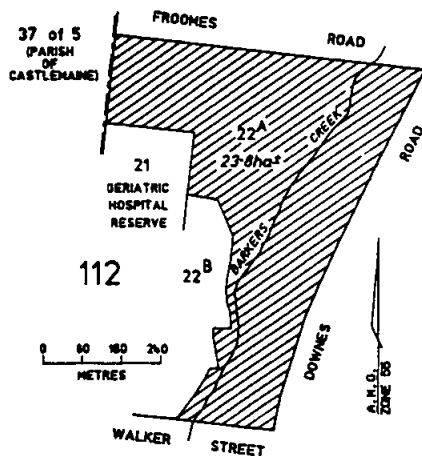 FROOMES ROAD
37 of 5
(PARISH
OF
CASTLEMAINE)
22A
23·8ha±
CREEK
ROAD
21
GERIATRIC
HOSPITAL
RESERVE
BARKERS
112
22B
0 80 160 240
METRES
DOWNES
A.M.G.
ZONE 55
WALKER STREET